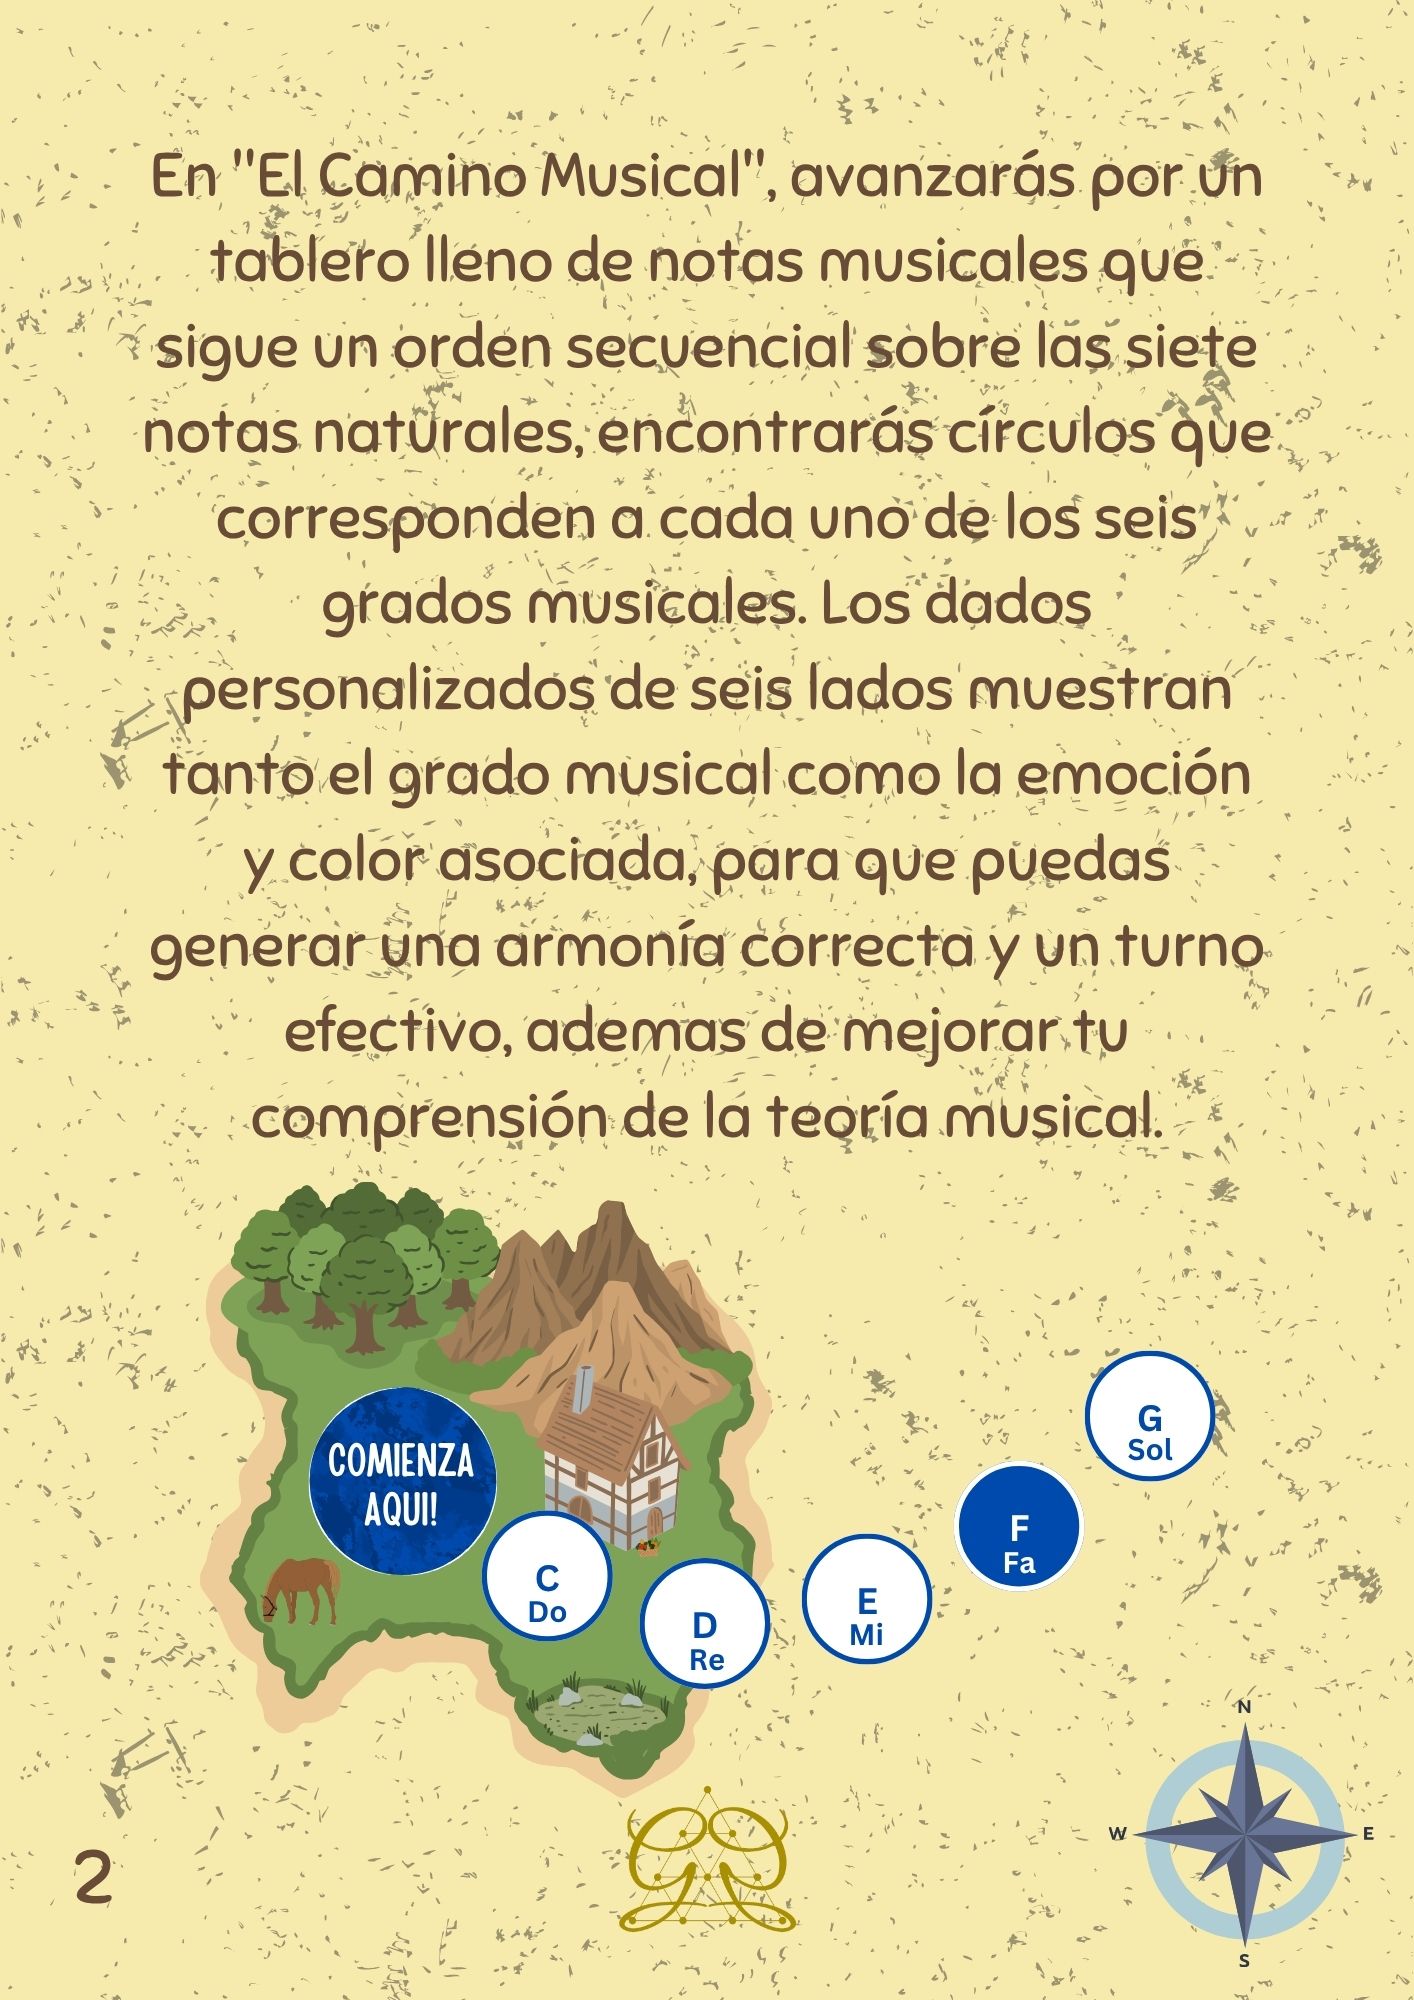 En "El Camino Musical", avanzarás por un
tablero lleno de notas musicales que
sigue un orden secuencial sobre las siete
notas naturales, encontrarás círculos que
corresponden a cada uno de los seis
grados musicales. Los dados
personalizados de seis lados muestran
tanto el grado musical como la emoción
y color asociada, para que puedas
generar una armonía correcta y un turno
efectivo, ademas de mejorar tu
comprensión de la teoría musical.
COMIENZA
AQUI!
C
Do
D
Re
E
Mi
F
Fa
G
Sol
N
W
E
S
2